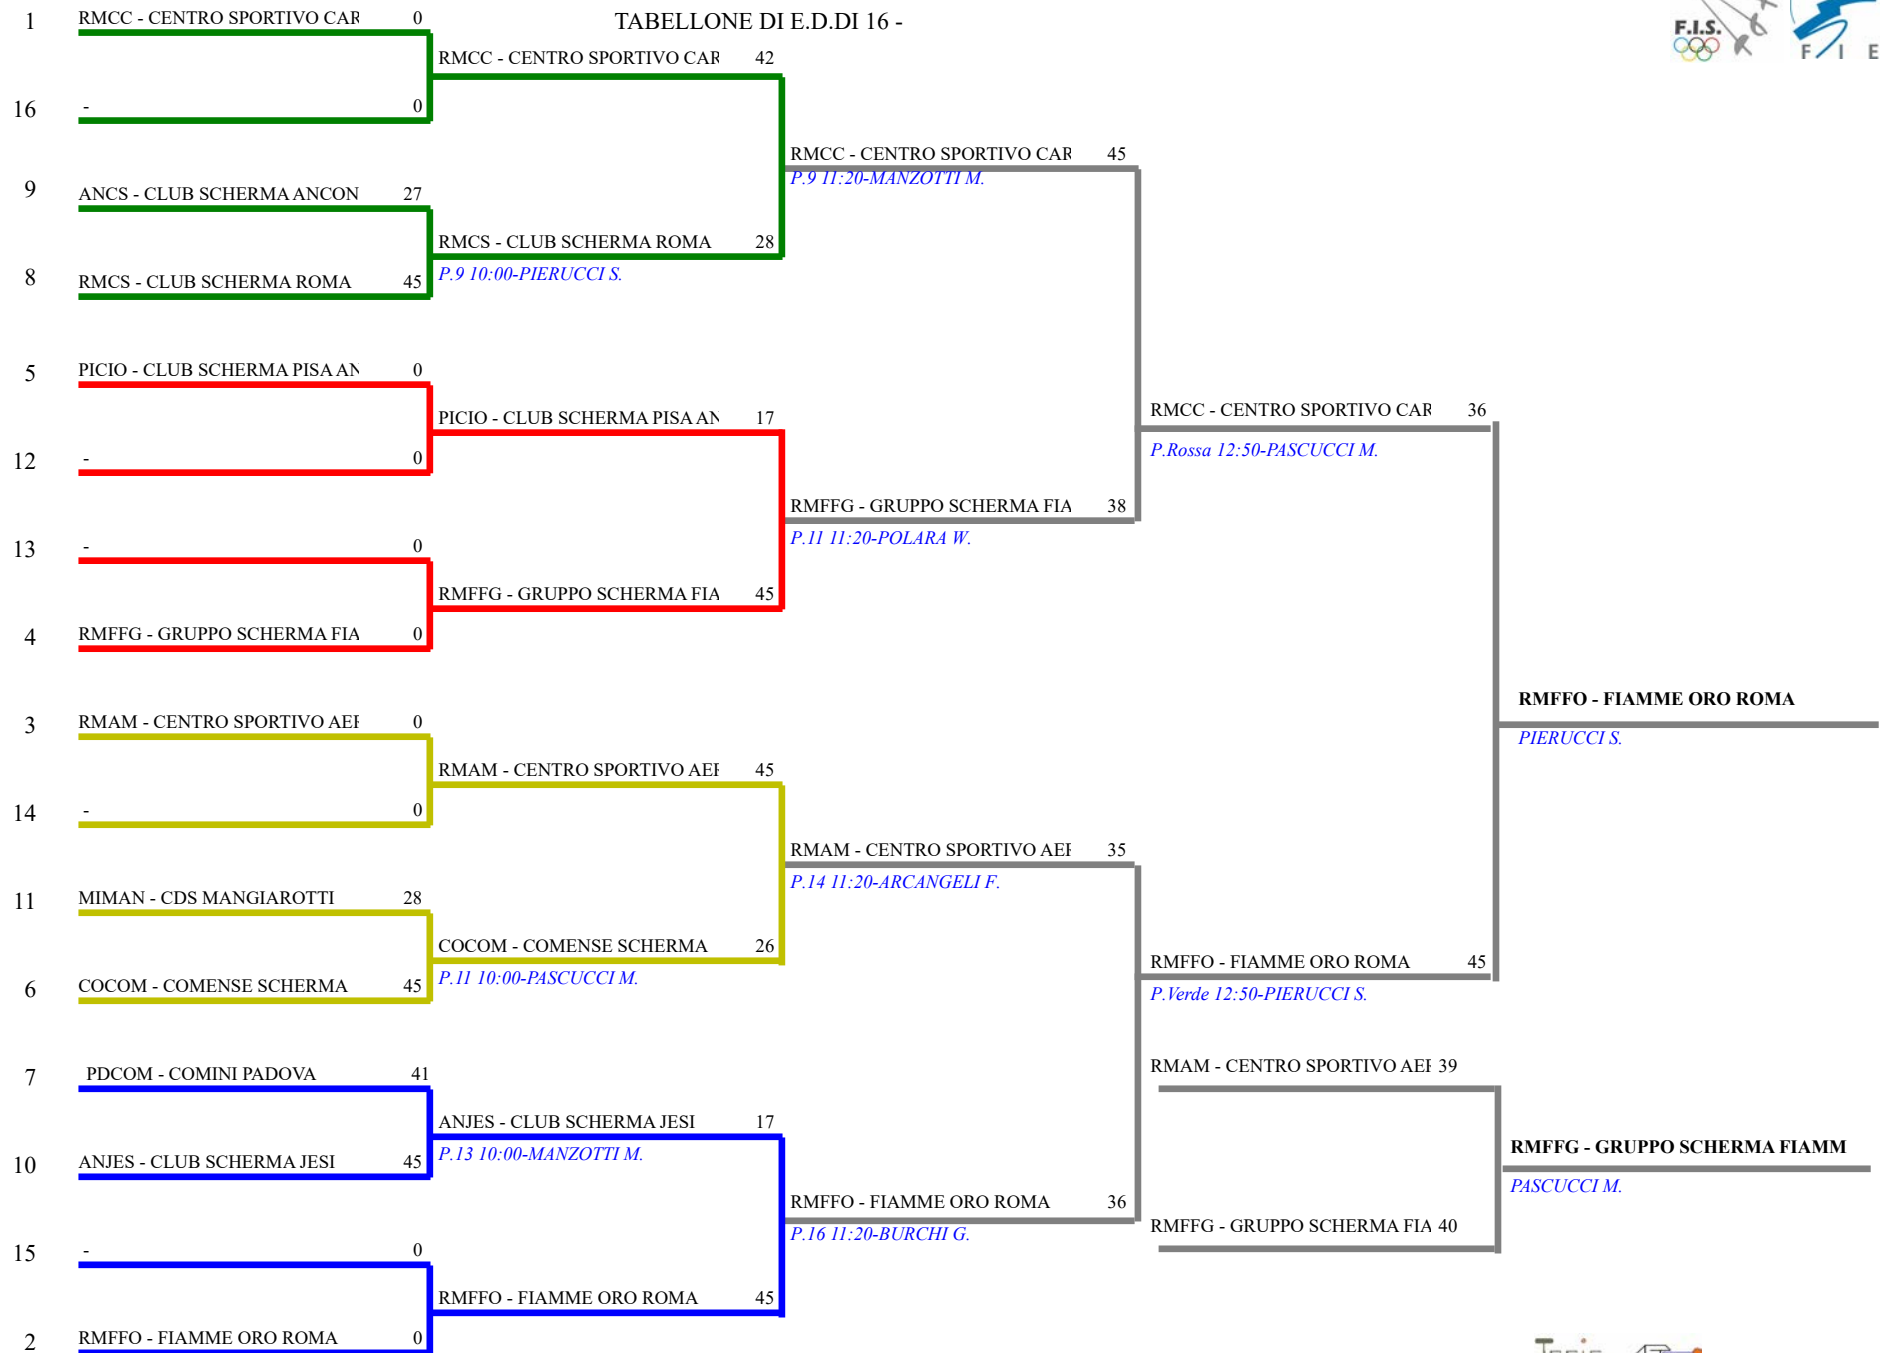 TABELLONE DI E.D.DI 16 -
F.I.S.
F I E
1 RMCC - CENTRO SPORTIVO CAR 0
RMCC - CENTRO SPORTIVO CAR 42
16 - 0
RMCC - CENTRO SPORTIVO CAR 45
P.9 11:20-MANZOTTI M.
9 ANCS - CLUB SCHERMA ANCON 27
RMCS - CLUB SCHERMA ROMA 28
P.9 10:00-PIERUCCI S.
8 RMCS - CLUB SCHERMA ROMA 45
5 PICIO - CLUB SCHERMA PISA AN 0
PICIO - CLUB SCHERMA PISA AN 17
RMCC - CENTRO SPORTIVO CAR 36
P.Rossa 12:50-PASCUCCI M.
12 - 0
RMFFG - GRUPPO SCHERMA FIA 38
P.11 11:20-POLARA W.
13 - 0
RMFFG - GRUPPO SCHERMA FIA 45
4 RMFFG - GRUPPO SCHERMA FIA 0
RMFFO - FIAMME ORO ROMA
PIERUCCI S.
3 RMAM - CENTRO SPORTIVO AEF 0
RMAM - CENTRO SPORTIVO AEF 45
14 - 0
RMAM - CENTRO SPORTIVO AEF 35
P.14 11:20-ARCANGELI F.
11 MIMAN - CDS MANGIAROTTI 28
COCOM - COMENSE SCHERMA 26
P.11 10:00-PASCUCCI M.
RMFFO - FIAMME ORO ROMA 45
P.Verde 12:50-PIERUCCI S.
6 COCOM - COMENSE SCHERMA 45
7 PDCOM - COMINI PADOVA 41
RMAM - CENTRO SPORTIVO AEF 39
ANJES - CLUB SCHERMA JESI 17
P.13 10:00-MANZOTTI M.
RMFFG - GRUPPO SCHERMA FIAMM
PASCUCCI M.
10 ANJES - CLUB SCHERMA JESI 45
RMFFO - FIAMME ORO ROMA 36
P.16 11:20-BURCHI G.
RMFFG - GRUPPO SCHERMA FIA 40
15 - 0
RMFFO - FIAMME ORO ROMA 45
2 RMFFO - FIAMME ORO ROMA 0